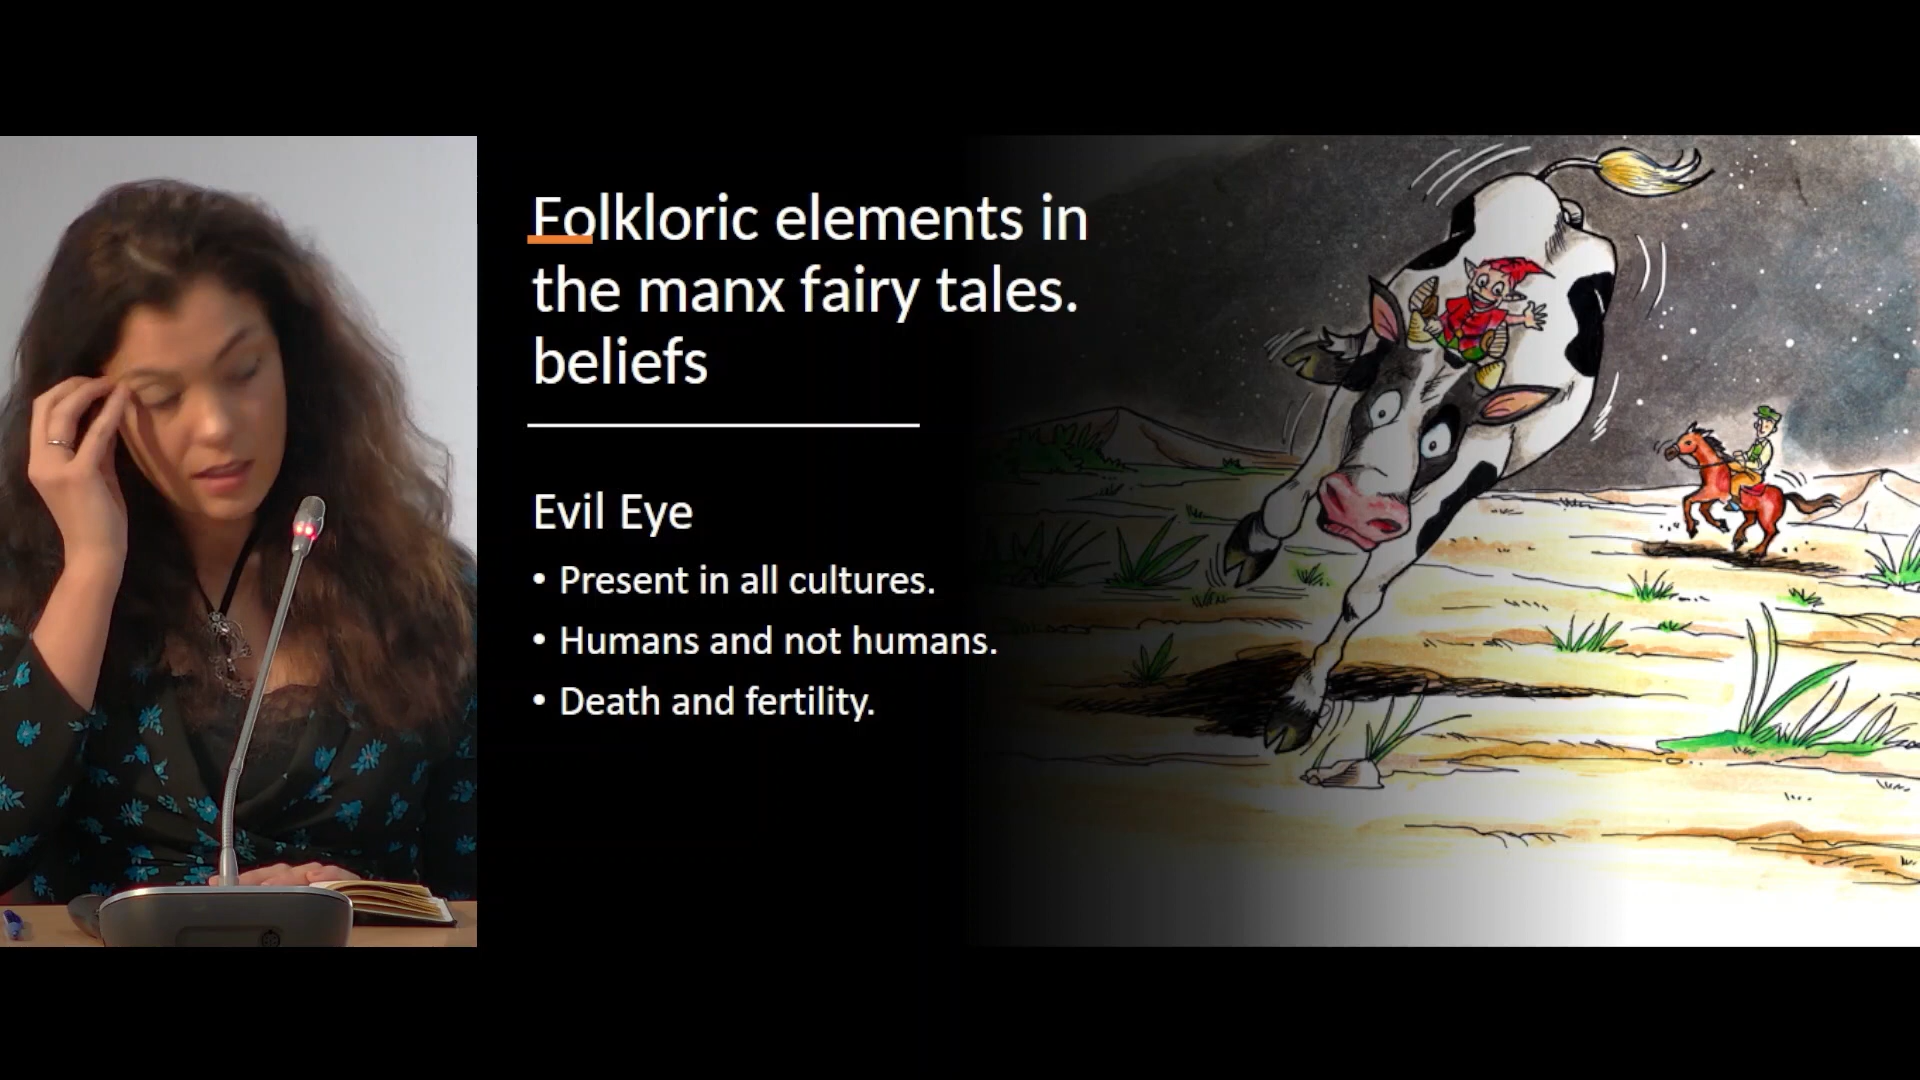 Folkloric elements in
the manx fairy tales.
beliefs
Evil Eye
• Present in all cultures.
• Humans and not humans.
• Death and fertility.